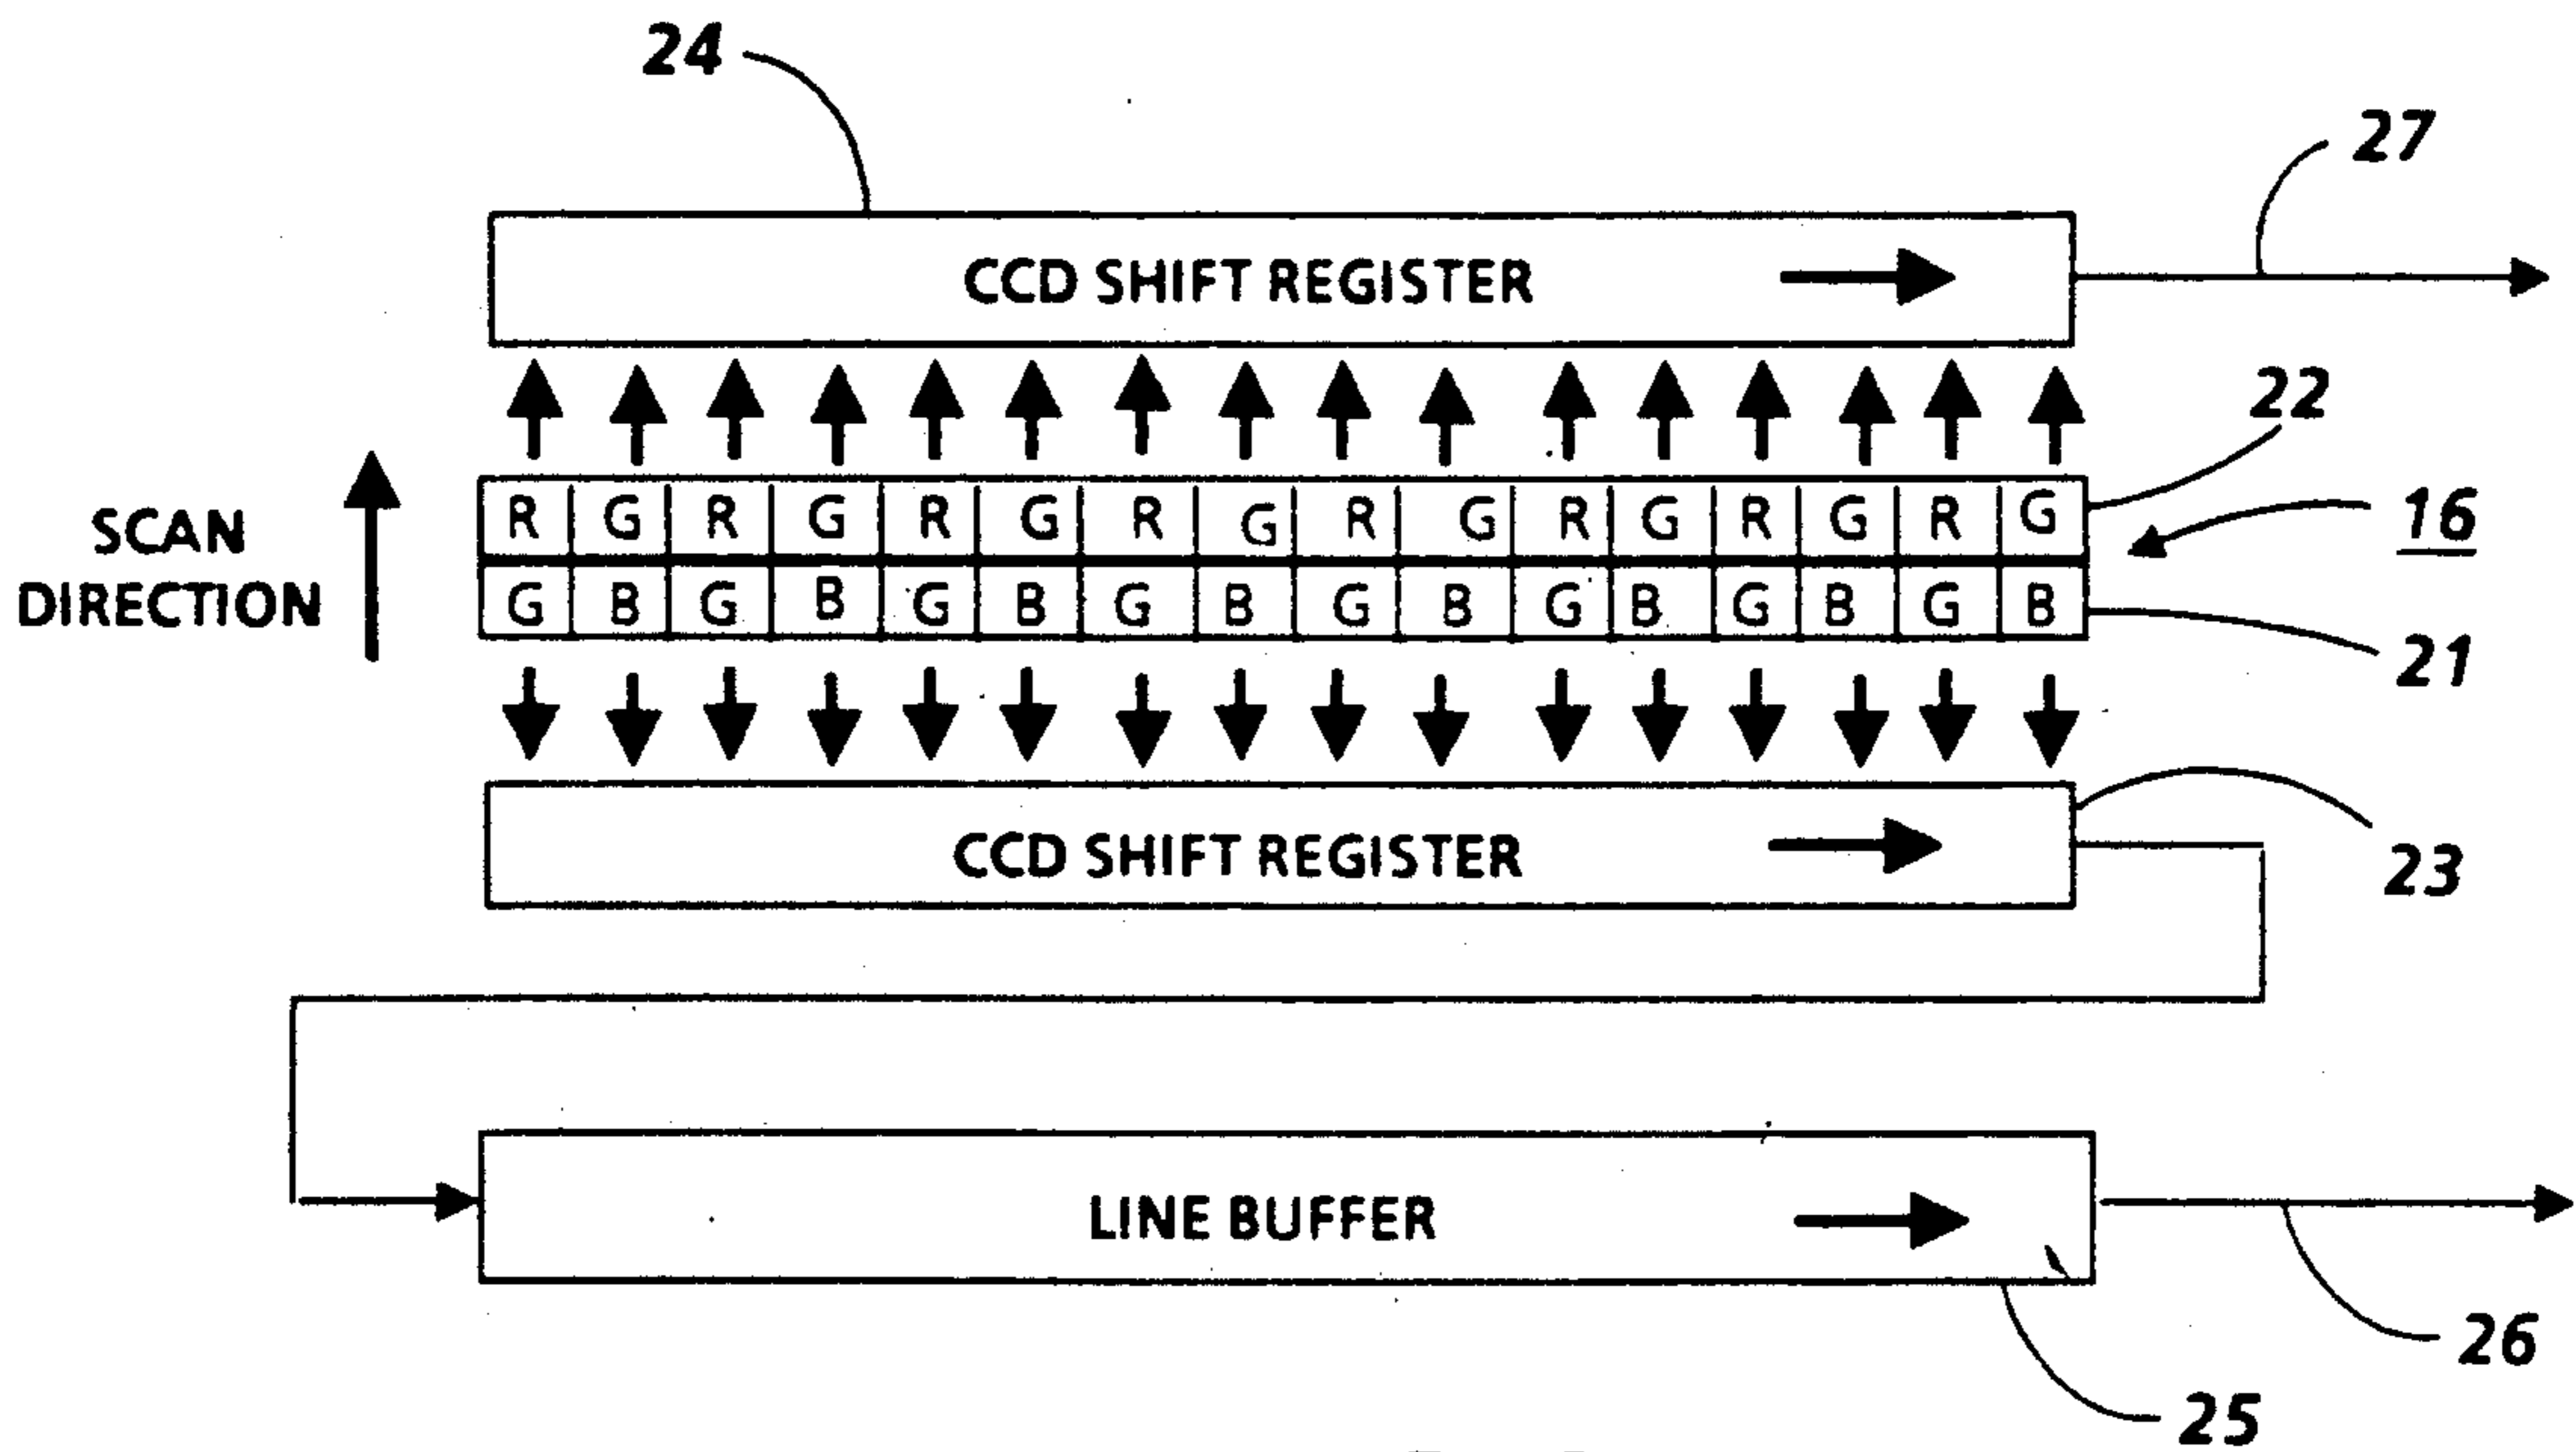 24
27
CCD SHIFT REGISTER
22
SCAN
DIRECTION
R G R G R G R G R G R G R G R G
16
G B G B G B G B G B G B G B G B
21
CCD SHIFT REGISTER
23
LINE BUFFER
26
25